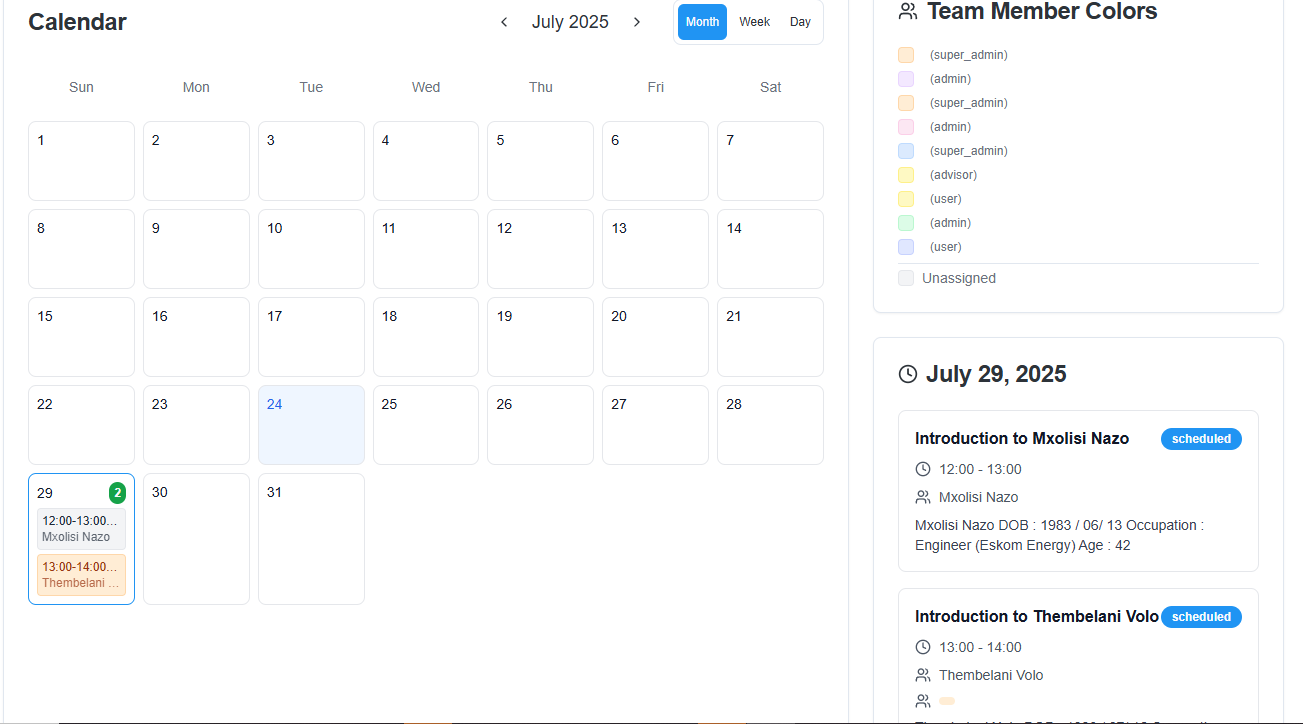 Calendar
July 2025
Month Week Day
Sun Mon Tue Wed Thu Fri Sat
1 2 3 4 5 6 7
8 9 10 11 12 13 14
15 16 17 18 19 20 21
22 23 24 25 26 27 28
29 2 30 31
12:00-13:00...
Mxolisi Nazo
13:00-14:00...
Thembelani ...
Team Member Colors
(super_admin)
(admin)
(super_admin)
(admin)
(super_admin)
(advisor)
(user)
(admin)
(user)
Unassigned
July 29, 2025
Introduction to Mxolisi Nazo scheduled
12:00 - 13:00
Mxolisi Nazo
Mxolisi Nazo DOB : 1983 / 06/ 13 Occupation :
Engineer (Eskom Energy) Age : 42
Introduction to Thembelani Volo scheduled
13:00 - 14:00
Thembelani Volo